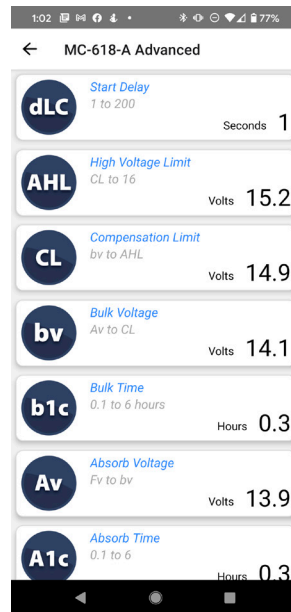 1:02 77%
MC-618-A Advanced
dLC
Start Delay
1 to 200
Seconds 1
AHL
High Voltage Limit
CL to 16
Volts 15.2
CL
Compensation Limit
bv to AHL
Volts 14.9
bv
Bulk Voltage
Av to CL
Volts 14.1
b1c
Bulk Time
0.1 to 6 hours
Hours 0.3
Av
Absorb Voltage
Fv to bv
Volts 13.9
A1c
Absorb Time
0.1 to 6
Hours 0.3